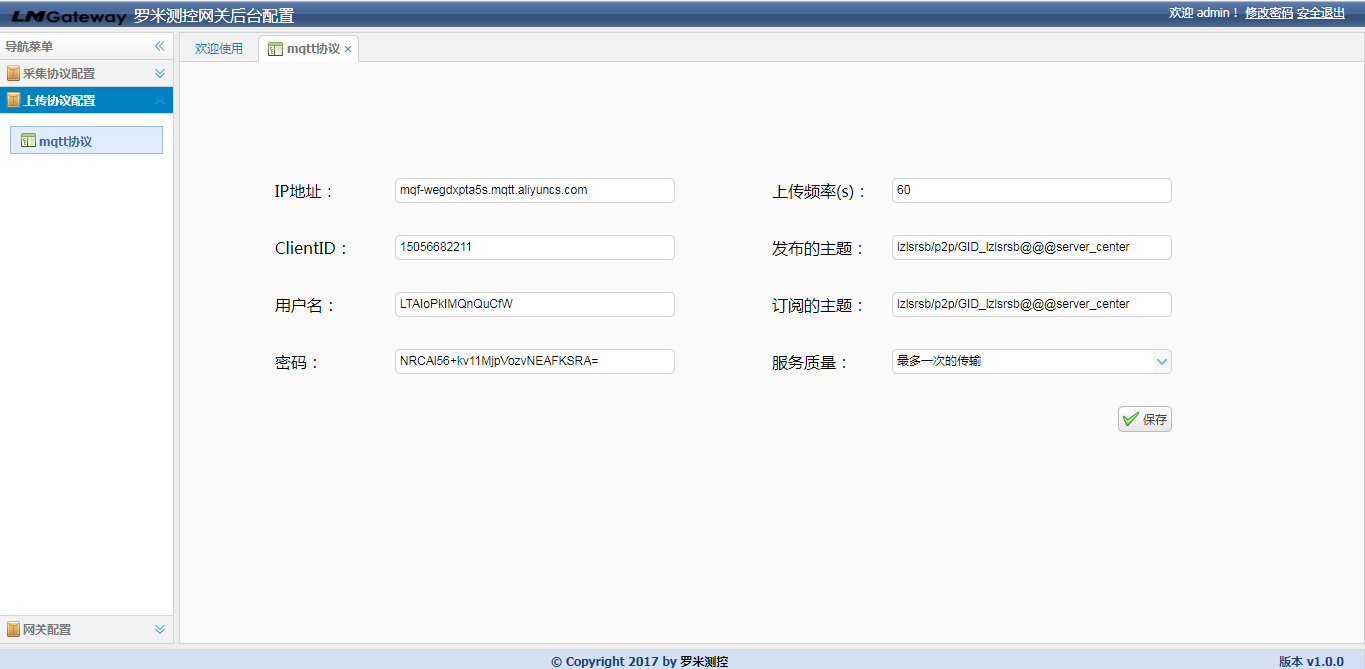 LMGateway 罗米测控网关后台配置
欢迎 admin！ 修改密码 安全退出
导航菜单
采集协议配置
上传协议配置
mqtt协议
网关配置
欢迎使用 mqtt协议
IP地址： mqf-wegdxpta5s.mqtt.aliyuncs.com 上传频率(s)： 60
ClientID： 15056682211 发布的主题： lzlsrsb/p2p/GID_lzlsrsb@@@server_center
用户名： LTAIoPkIMQnQuCfW 订阅的主题： lzlsrsb/p2p/GID_lzlsrsb@@@server_center
密码： NRCAI56+kv11MjpVozvNEAFKSRA= 服务质量： 最多一次的传输
保存
© Copyright 2017 by 罗米测控
版本 v1.0.0